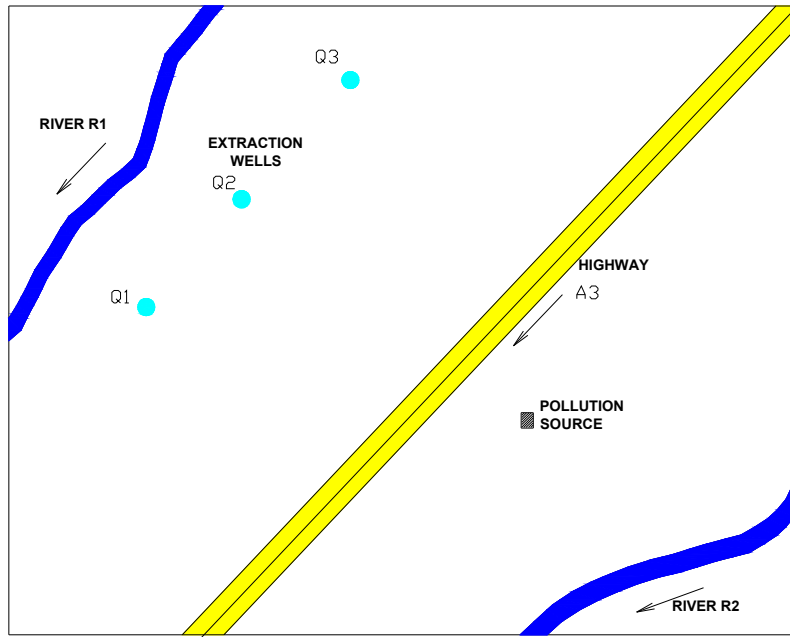 Q3
RIVER R1
EXTRACTION
WELLS
Q2
HIGHWAY
A3
Q1
POLLUTION
SOURCE
RIVER R2